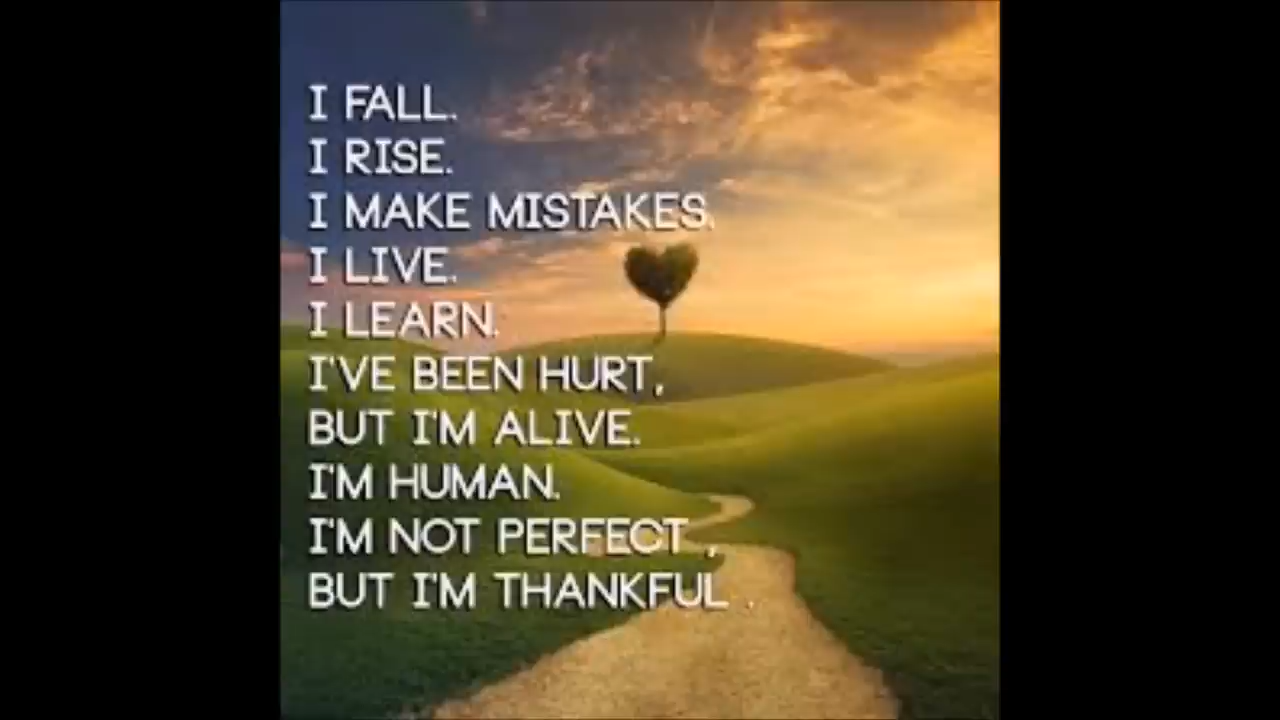 I FALL.
I RISE.
I MAKE MISTAKES.
I LIVE.
I LEARN.
I'VE BEEN HURT,
BUT I'M ALIVE.
I'M HUMAN.
I'M NOT PERFECT ,
BUT I'M THANKFUL .